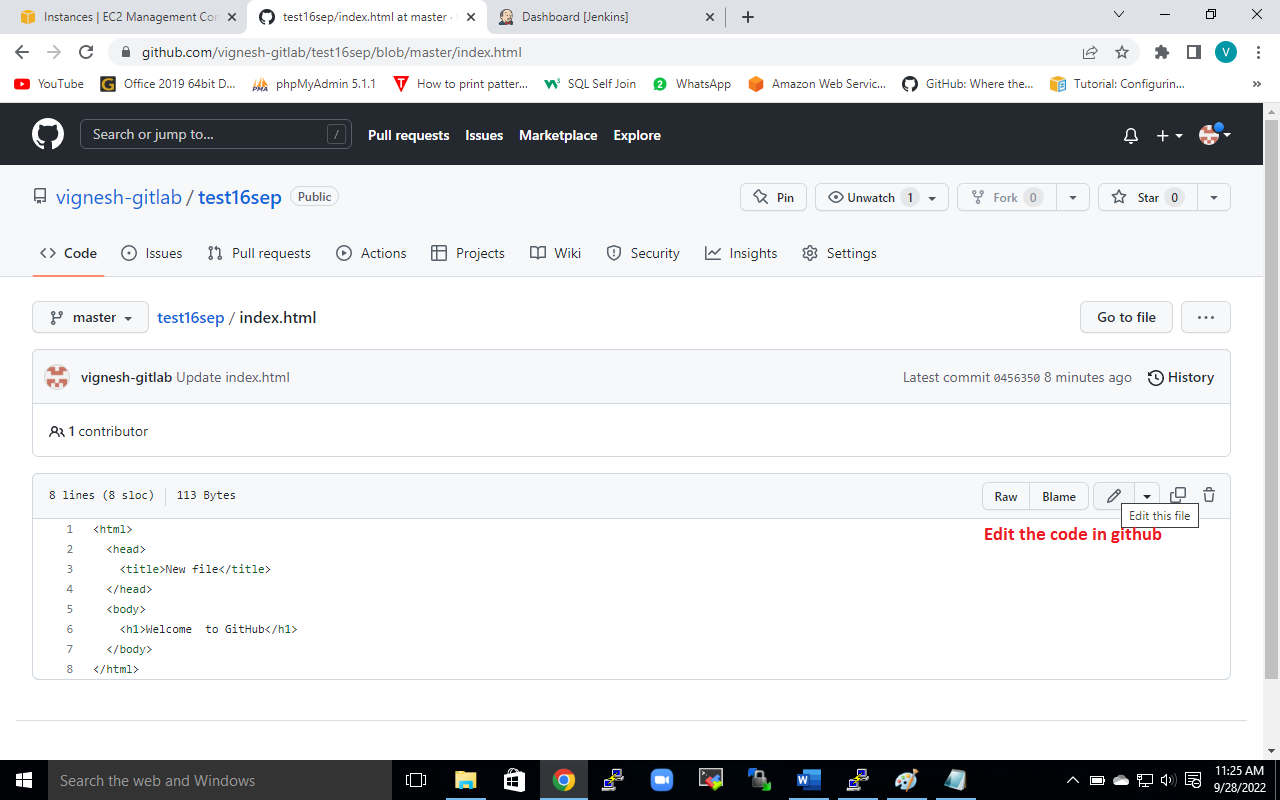 Instances | EC2 Management Con
test16sep/index.html at master ·
Dashboard [Jenkins]
github.com/vignesh-gitlab/test16sep/blob/master/index.html
V
YouTube
Office 2019 64bit D...
phpMyAdmin 5.1.1
How to print patter...
SQL Self Join
2 WhatsApp
Amazon Web Servic...
GitHub: Where the...
Tutorial: Configurin...
»
Search or jump to... /
Pull requests
Issues
Marketplace
Explore
vignesh-gitlab / test16sep Public
Pin
Unwatch 1
Fork 0
Star 0
Code
Issues
Pull requests
Actions
Projects
Wiki
Security
Insights
Settings
master
test16sep / index.html
Go to file
...
vignesh-gitlab Update index.html
Latest commit 0456350 8 minutes ago
History
1 contributor
8 lines (8 sloc) 113 Bytes
Raw
Blame
Edit this file
Edit the code in github
1 <html>
2 <head>
3 <title>New file</title>
4 </head>
5 <body>
6 <h1>Welcome  to GitHub</h1>
7 </body>
8 </html>
Search the web and Windows
11:25 AM
9/28/2022